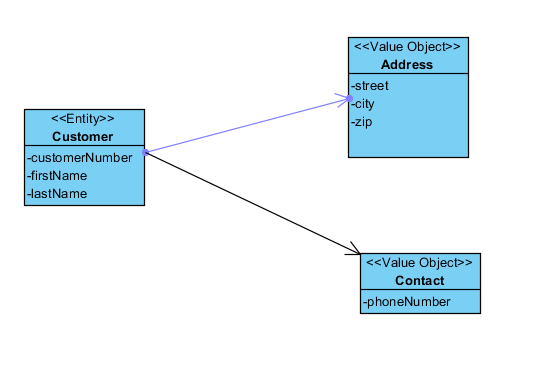 <<Value Object>>
Address
-street
-city
-zip
<<Entity>>
Customer
-customerNumber
-firstName
-lastName
<<Value Object>>
Contact
-phoneNumber